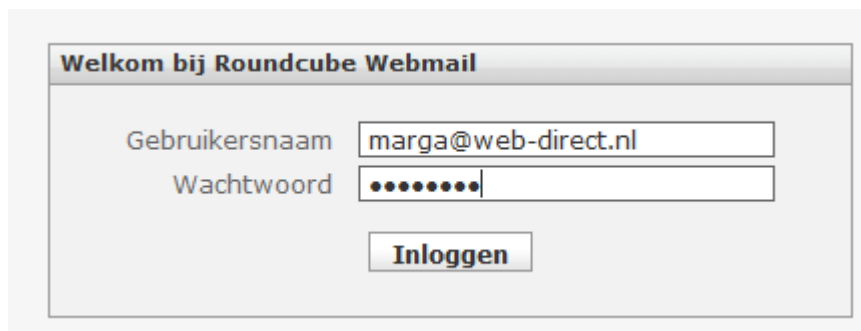 Welkom bij Roundcube Webmail
Gebruikersnaam marga@web-direct.nl
Wachtwoord ••••••••
Inloggen